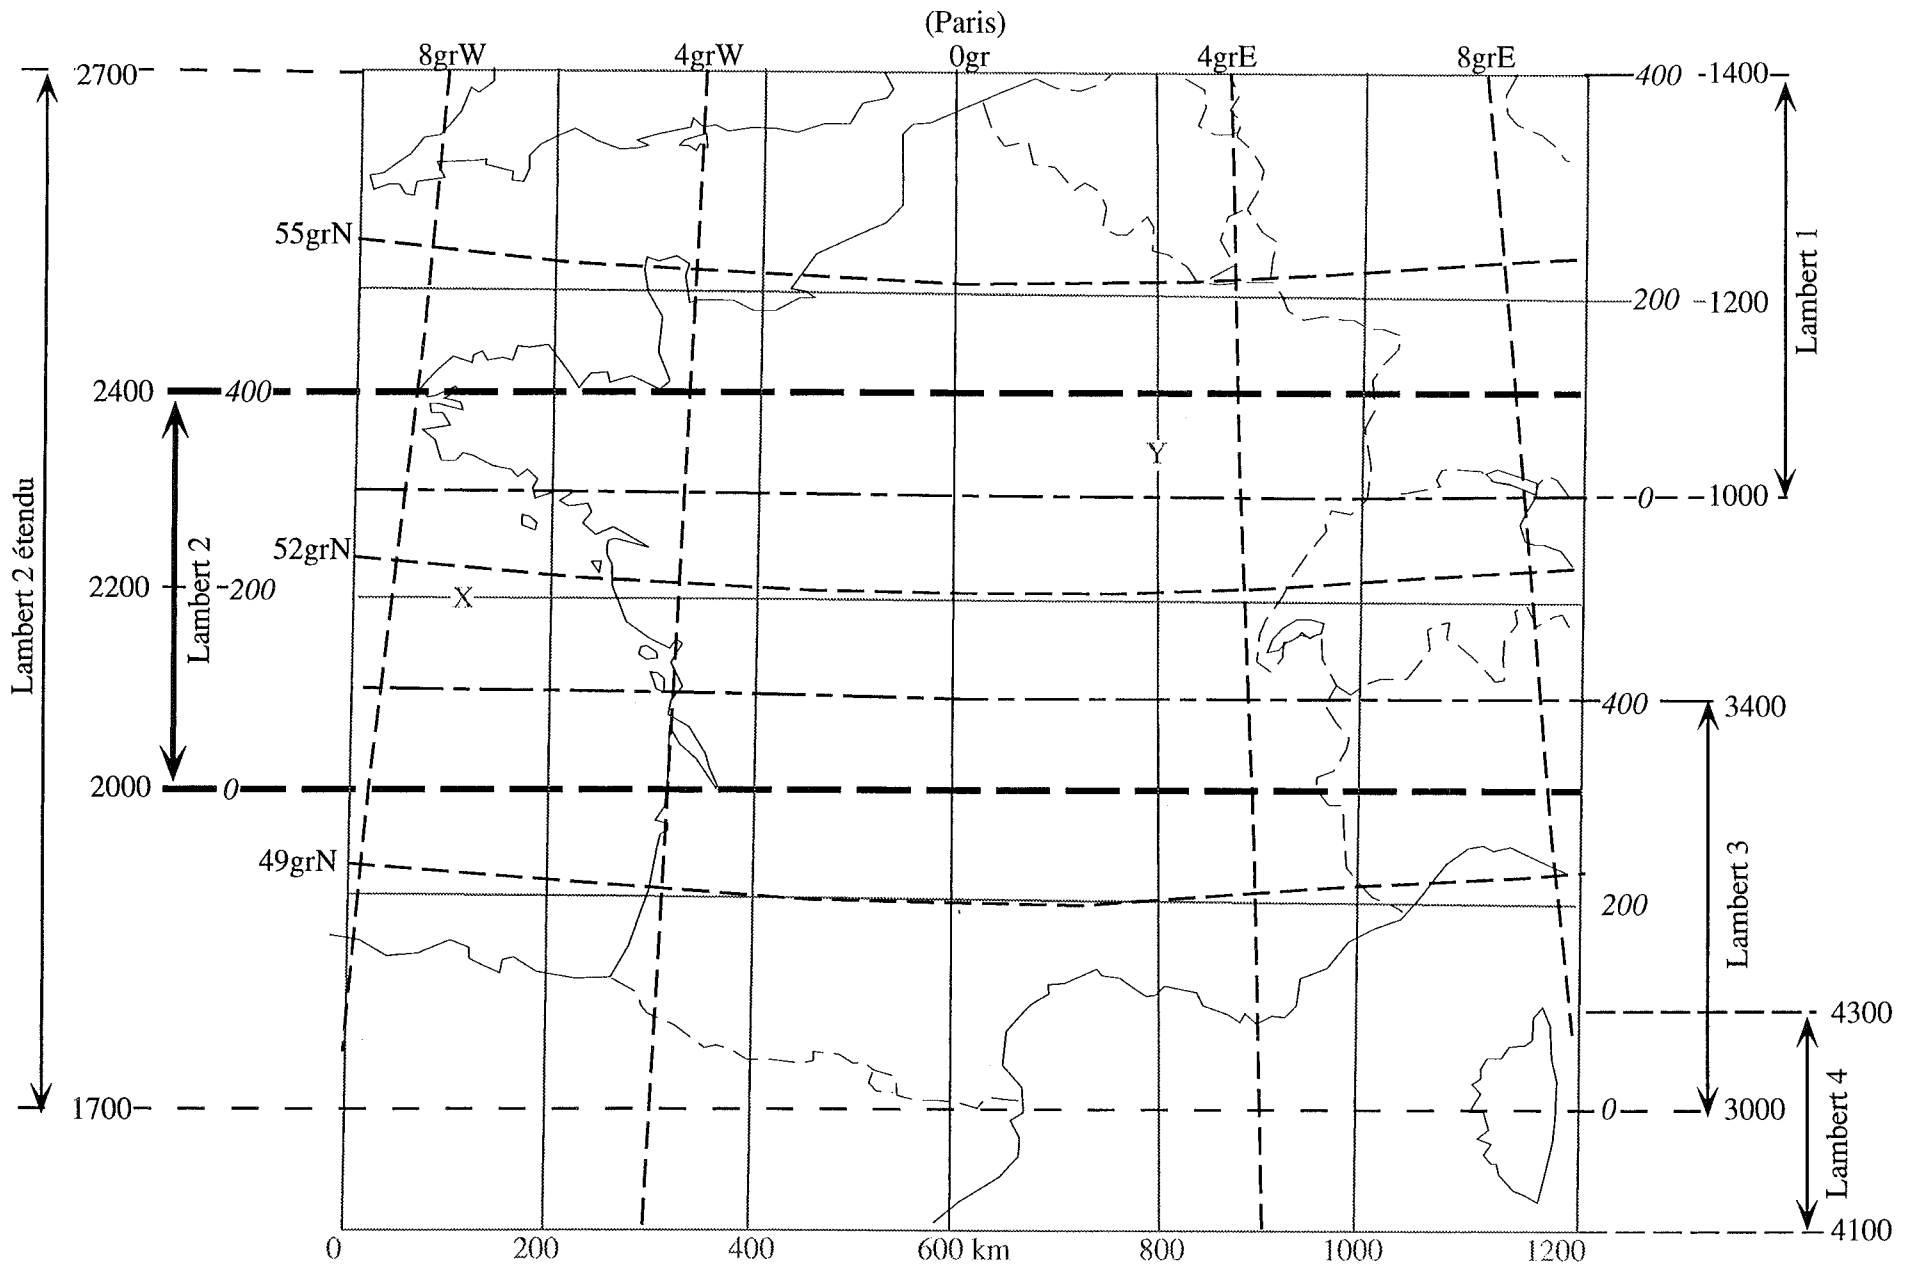 (Paris)
8grW 4grW 0gr 4grE 8grE
2700 400 -1400
55grN
Lambert 1
200 -1200
2400 400
Y
Lambert 2 étendu
0 1000
52grN
Lambert 2
2200 200
X
400 3400
2000 0
49grN
Lambert 3
200
4300
1700 0 3000
Lambert 4
4100
0 200 400 600 km 800 1000 1200